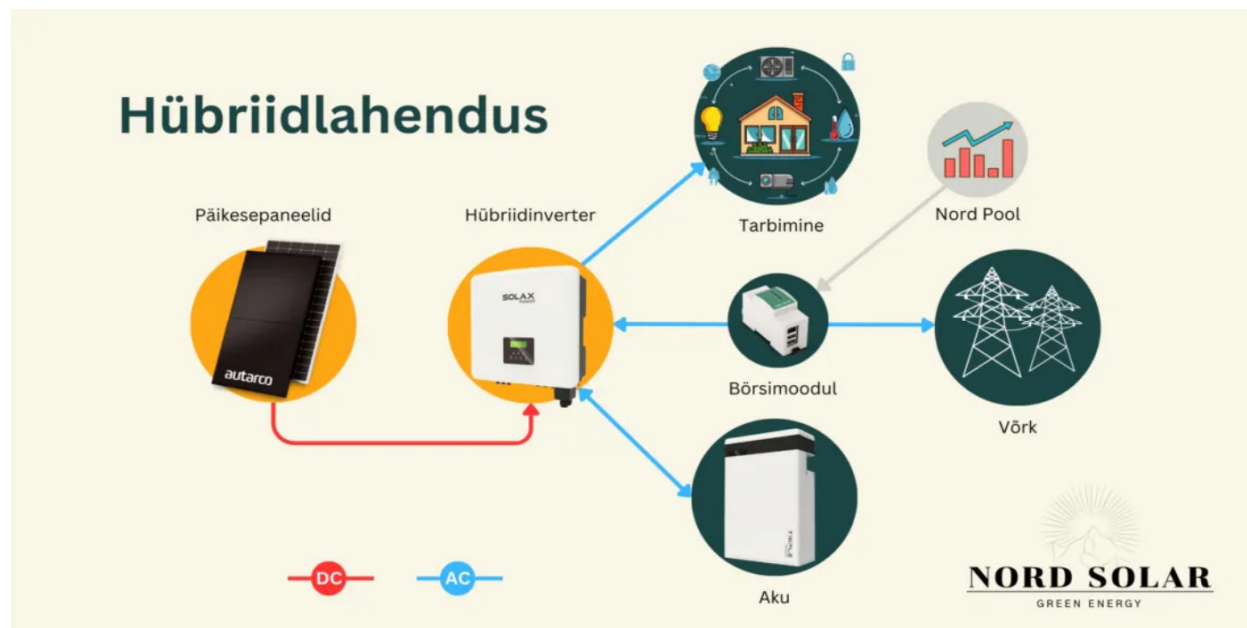 Hübriidlahendus
Päikesepaneelid
Hübriidinverter
Tarbimine
Nord Pool
SOLAX
autarco
Börsimoodul
Võrk
Aku
DC
AC
NORD SOLAR
GREEN ENERGY